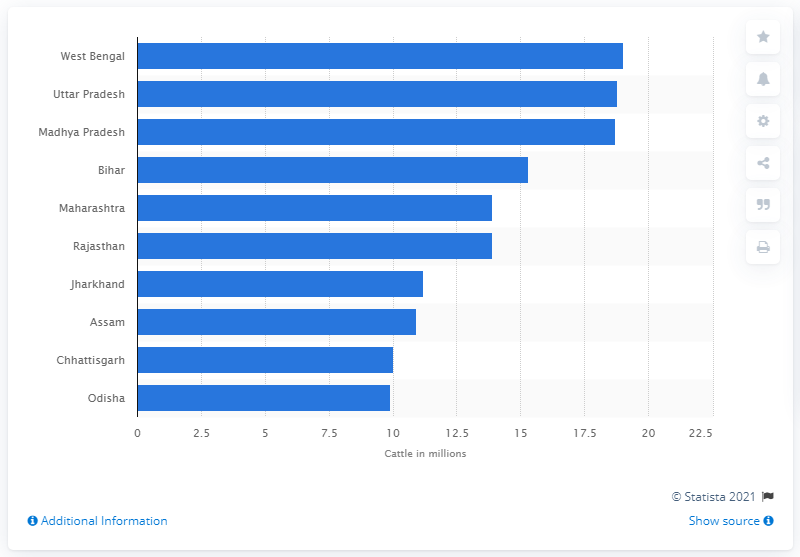 West Bengal
Uttar Pradesh
Madhya Pradesh
Bihar
Maharashtra
Rajasthan
Jharkhand
Assam
Chhattisgarh
Odisha
0 2.5 5 7.5 10 12.5 15 17.5 20 22.5
Cattle in millions
© Statista 2021
Additional Information Show source